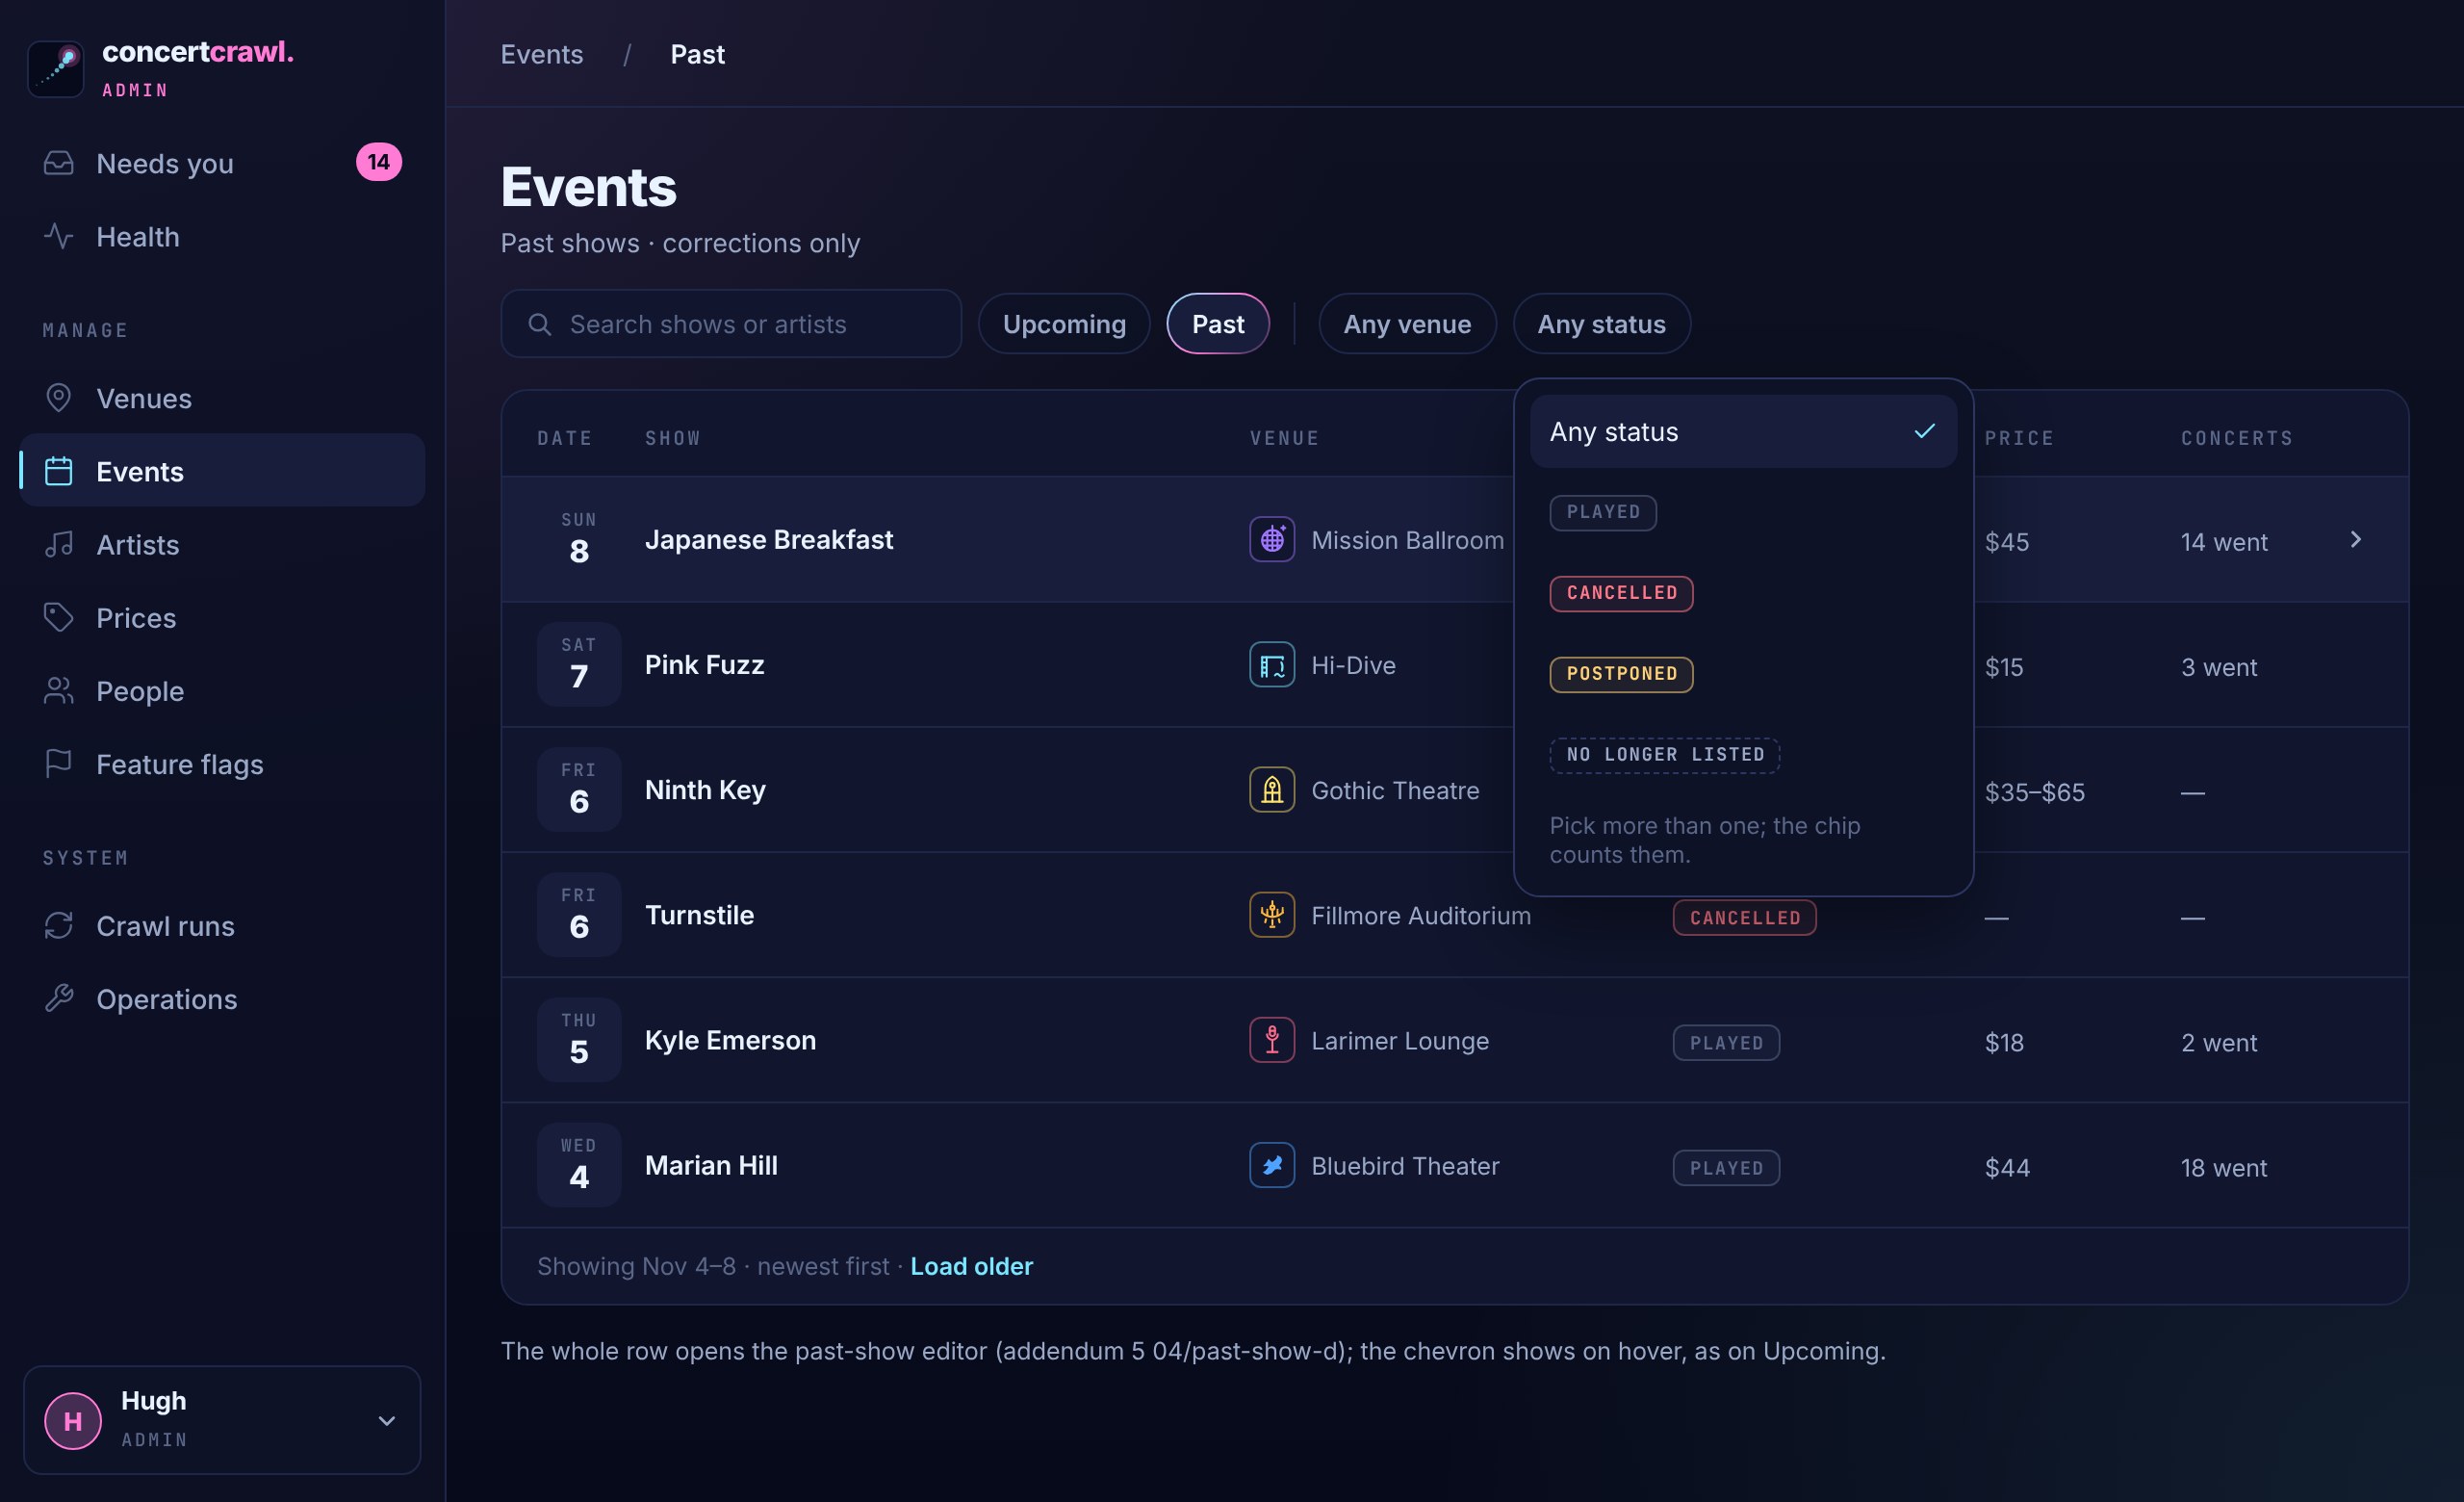 concertcrawl.
ADMIN
Needs you
14
Health
MANAGE
Venues
Events
Artists
Prices
People
Feature flags
SYSTEM
Crawl runs
Operations
H
Hugh
ADMIN
Events / Past
Events
Past shows · corrections only
Search shows or artists
Upcoming
Past
Any venue
Any status
DATE SHOW VENUE PRICE CONCERTS
SUN 8 Japanese Breakfast Mission Ballroom $45 14 went
SAT 7 Pink Fuzz Hi-Dive $15 3 went
FRI 6 Ninth Key Gothic Theatre $35–$65 —
FRI 6 Turnstile Fillmore Auditorium CANCELLED — —
THU 5 Kyle Emerson Larimer Lounge PLAYED $18 2 went
WED 4 Marian Hill Bluebird Theater PLAYED $44 18 went
Any status
PLAYED
CANCELLED
POSTPONED
NO LONGER LISTED
Pick more than one; the chip
counts them.
Showing Nov 4–8 · newest first · Load older
The whole row opens the past-show editor (addendum 5 04/past-show-d); the chevron shows on hover, as on Upcoming.